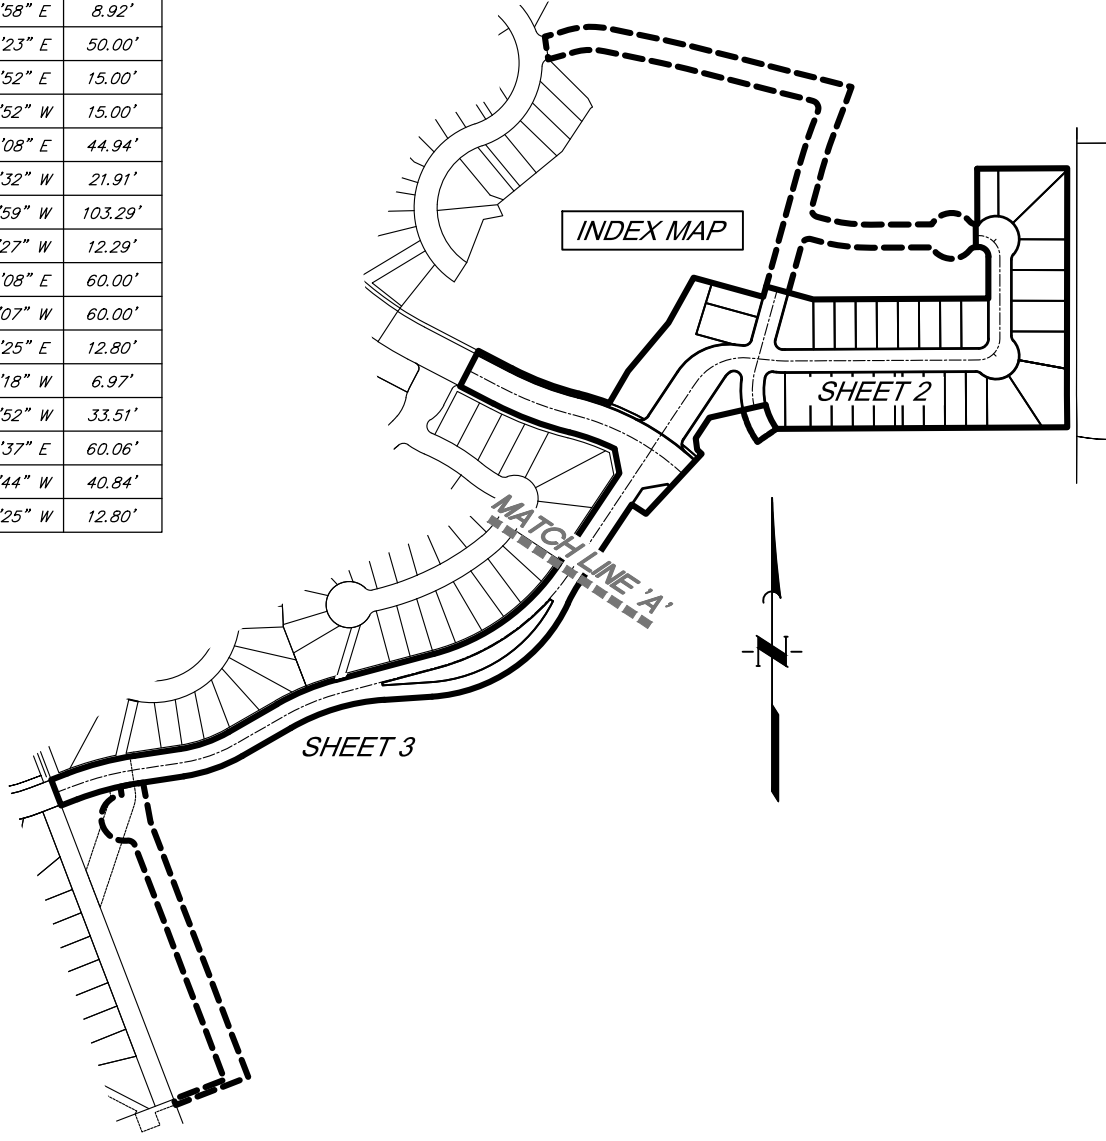 '58" E 8.92'
'23" E 50.00'
'52" E 15.00'
'52" W 15.00'
'08" E 44.94'
'32" W 21.91'
'59" W 103.29'
'27" W 12.29'
'08" E 60.00'
'07" W 60.00'
'25" E 12.80'
'18" W 6.97'
'52" W 33.51'
'37" E 60.06'
'44" W 40.84'
'25" W 12.80'
INDEX MAP
SHEET 2
MATCH LINE 'A'
N
SHEET 3